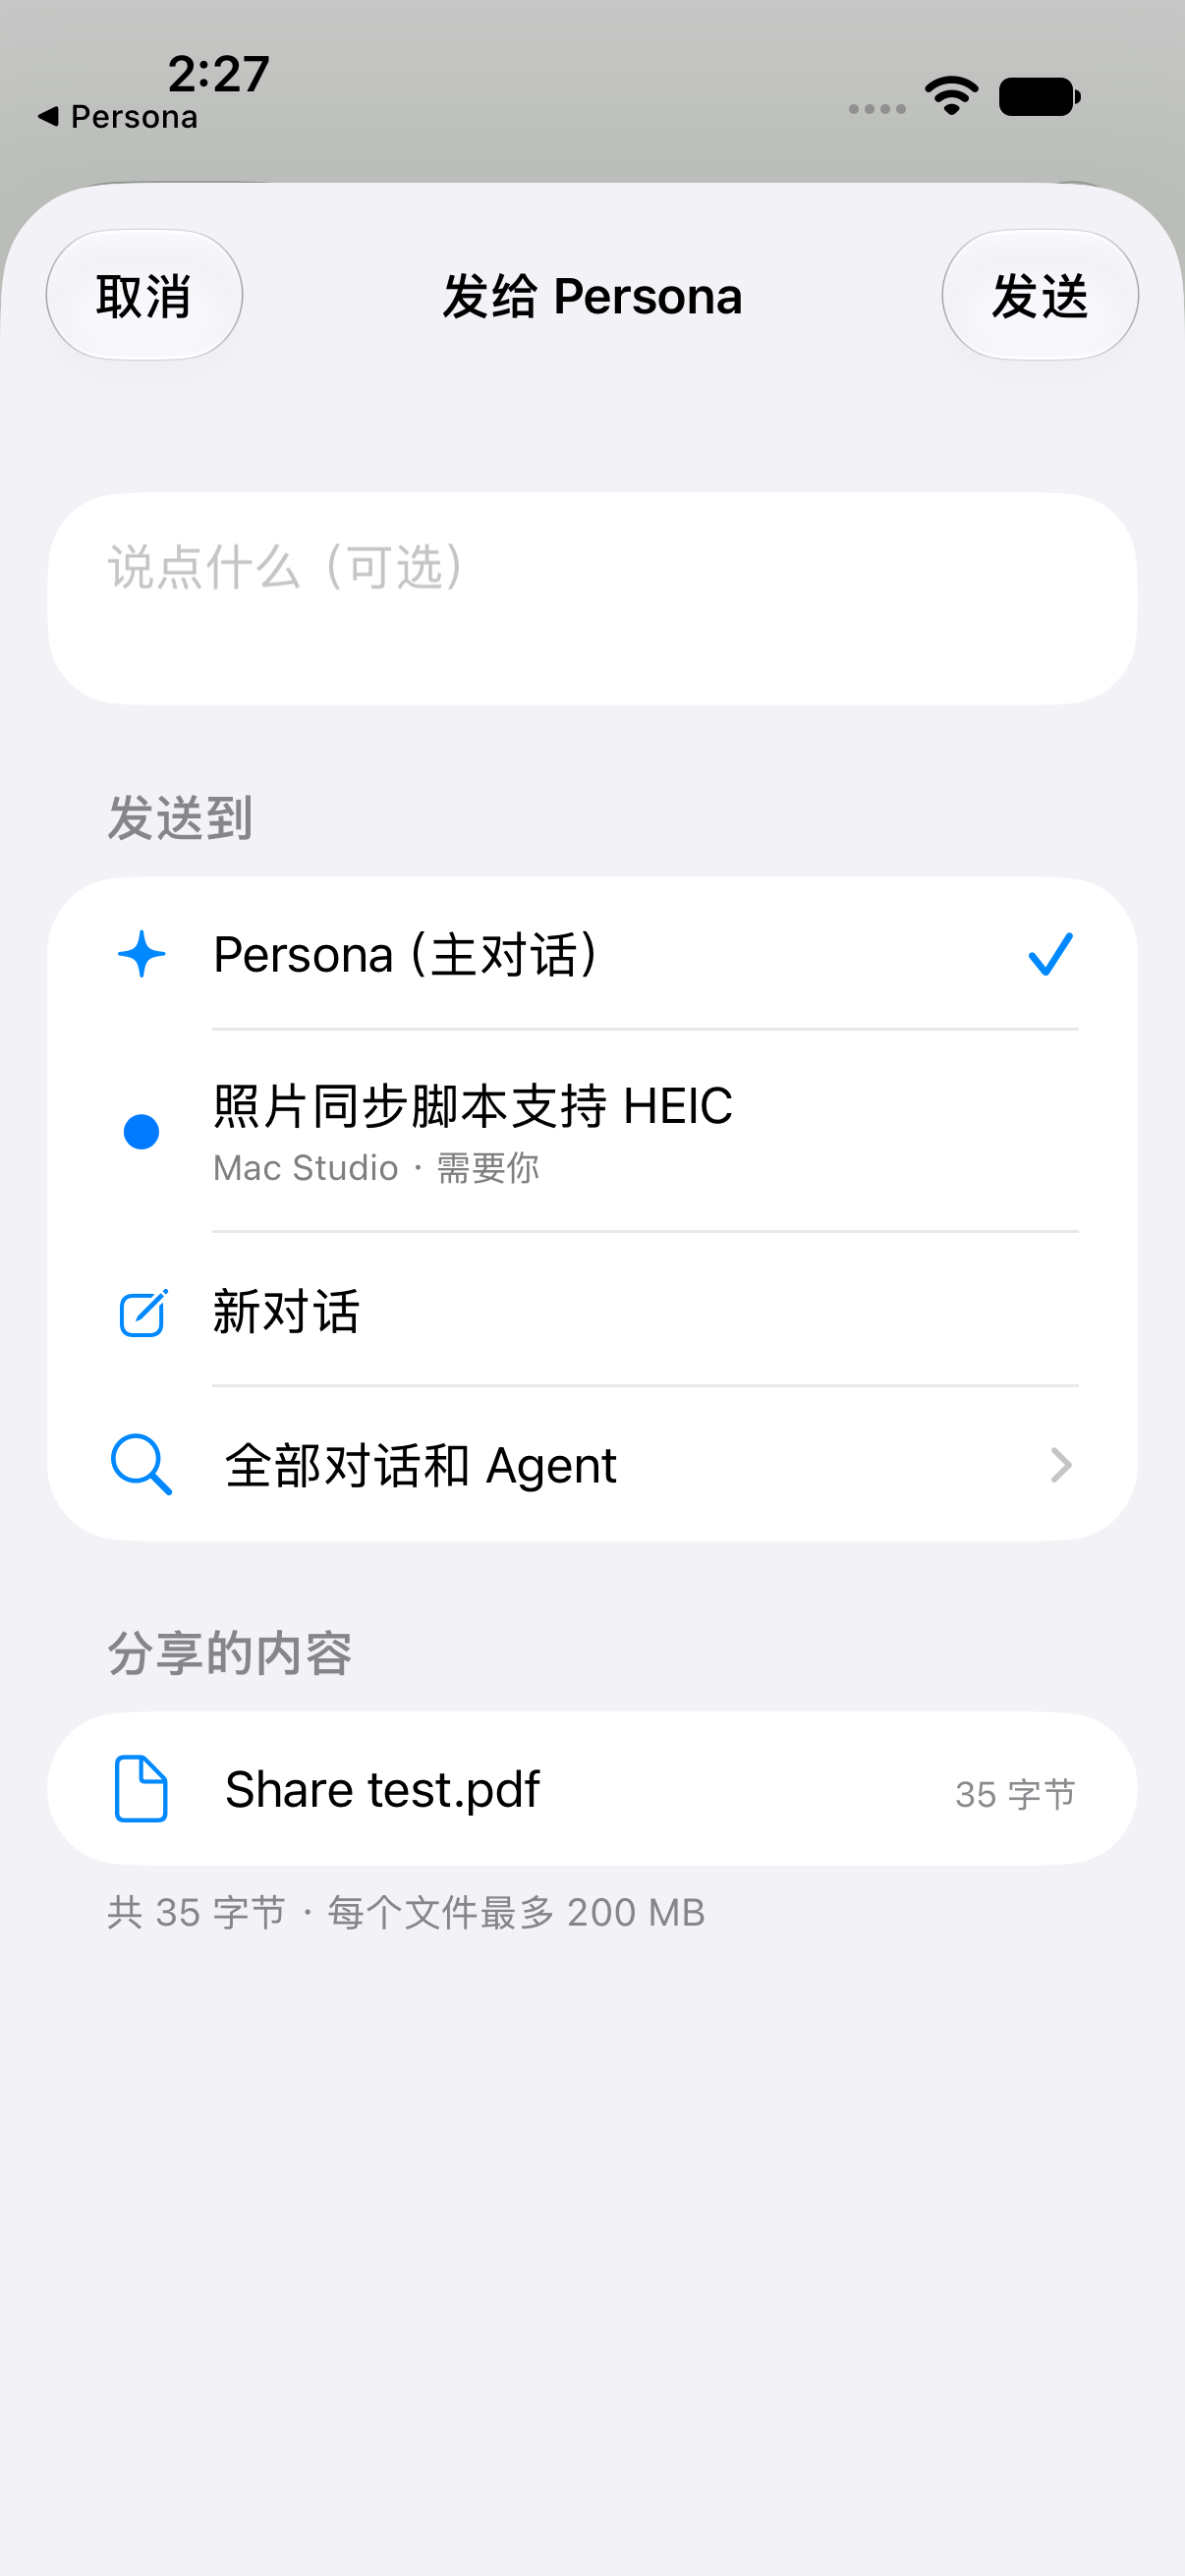 2:27
Persona
取消
发给 Persona
发送
说点什么（可选）
发送到
Persona（主对话）
照片同步脚本支持 HEIC
Mac Studio · 需要你
新对话
全部对话和 Agent
分享的内容
Share test.pdf
35 字节
共 35 字节 · 每个文件最多 200 MB